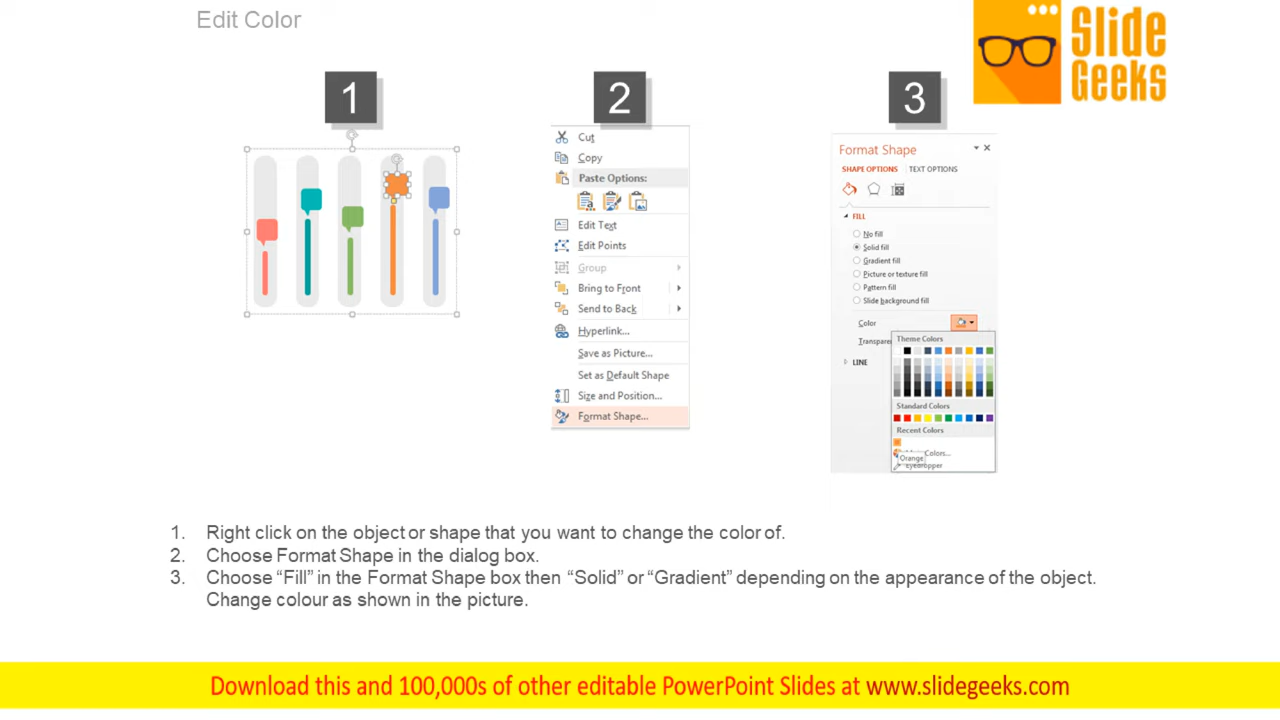 Edit Color
Slide
Geeks
1
2
3
Cut
Copy
Paste Options:
Edit Text
Edit Points
Group
Bring to Front
Send to Back
Hyperlink...
Save as Picture...
Set as Default Shape
Size and Position...
Format Shape...
Format Shape
SHAPE OPTIONS TEXT OPTIONS
FILL
No fill
Solid fill
Gradient fill
Picture or texture fill
Pattern fill
Slide background fill
Color
Transparen
LINE
Theme Colors
Standard Colors
Recent Colors
Colors...
Orange
Eyedropper
1. Right click on the object or shape that you want to change the color of.
2. Choose Format Shape in the dialog box.
3. Choose “Fill” in the Format Shape box then “Solid” or “Gradient” depending on the appearance of the object.
Change colour as shown in the picture.
Download this and 100,000s of other editable PowerPoint Slides at www.slidegeeks.com